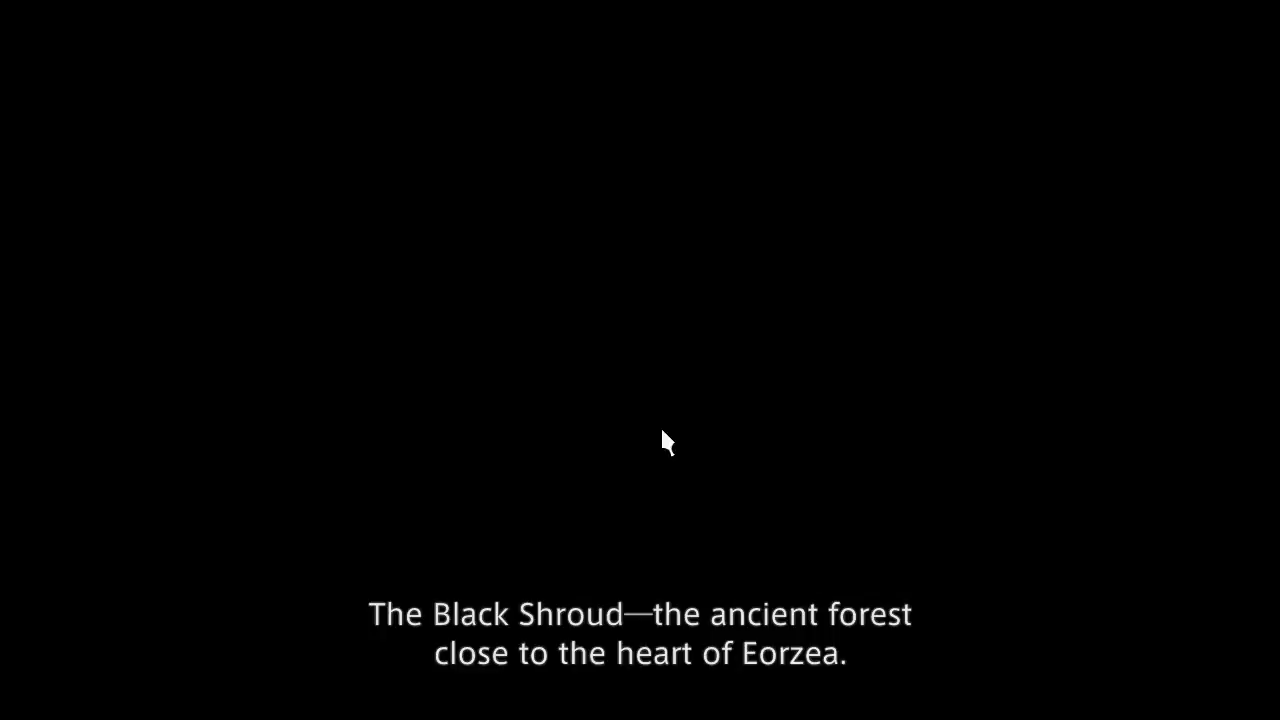 The Black Shroud—the ancient forest
close to the heart of Eorzea.